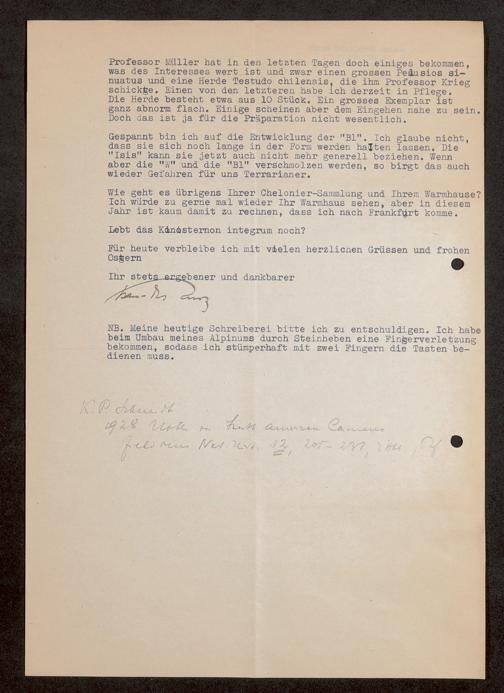 Professor Müller hat in den letzten Tagen doch einiges bekommen,
was des Interesses wert ist und zwar einen grossen Pelusios si-
nuatus und eine Herde Testudo chilensis, die ihm Professor Krieg
schickte. Einen von den letzteren habe ich derzeit in Pflege.
Die Herde besteht etwa aus 10 Stück. Ein grosses Exemplar ist
ganz abnorm flach. Einige scheinen aber dem Eingehen nahe zu sein.
Doch das ist ja für die Präparation nicht wesentlich.
Gespannt bin ich auf die Entwicklung der "Bl". Ich glaube nicht,
dass sie sich noch lange in der Form werden halten lassen. Die
"Isis" kann sie jetzt auch nicht mehr generell beziehen. Wenn
aber die "W" und die "Bl" verschmolzen werden, so birgt das auch
wieder Gefahren für uns Terrarianer.
Wie geht es übrigens Ihrer Chelonier-Sammlung und Ihrem Warmhause?
Ich würde zu gerne mal wieder Ihr Warmhaus sehen, aber in diesem
Jahr ist kaum damit zu rechnen, dass ich nach Frankfurt komme.
Lebt das Kinosternon integrum noch?
Für heute verbleibe ich mit vielen herzlichen Grüssen und frohen
Ostern
Ihr stets ergebener und dankbarer
NB. Meine heutige Schreiberei bitte ich zu entschuldigen. Ich habe
beim Umbau meines Alpinums durch Steinheben eine Fingerverletzung
bekommen, sodass ich stümperhaft mit zwei Fingern die Tasten be-
dienen muss.
K. P. Schmidt
1928 American Caimans
Nat. 12, 205-231,